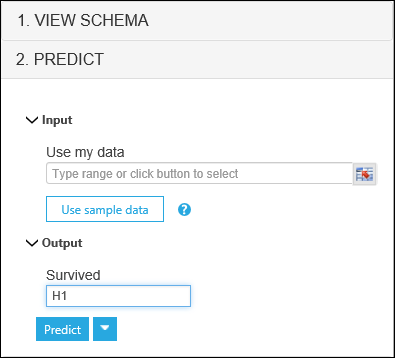 1. VIEW SCHEMA
2. PREDICT
Input
Use my data
Type range or click button to select
Use sample data ?
Output
Survived
H1
Predict